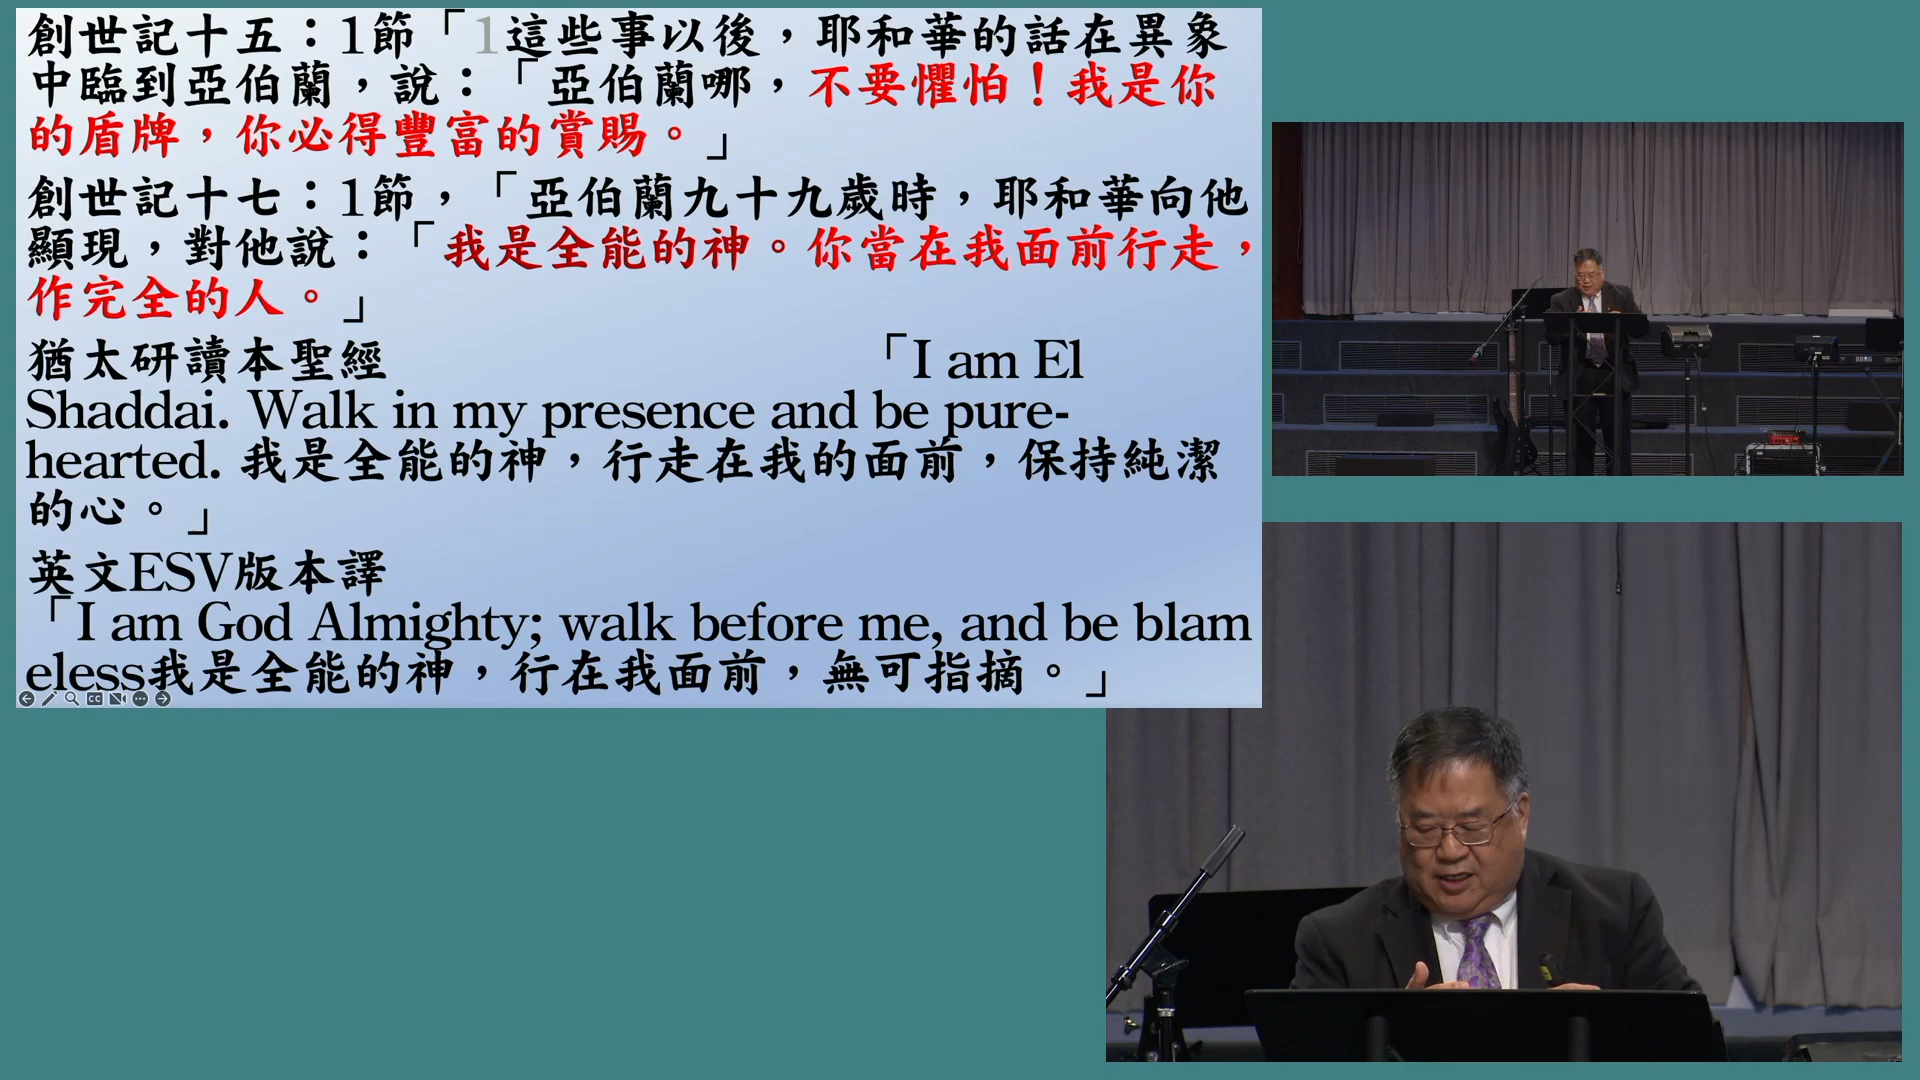 創世記十五：1節「1這些事以後，耶和華的話在異象
中臨到亞伯蘭，說：「亞伯蘭哪，不要懼怕！我是你
的盾牌，你必得豐富的賞賜。」
創世記十七：1節，「亞伯蘭九十九歲時，耶和華向他
顯現，對他說：「我是全能的神。你當在我面前行走，
作完全的人。」
猶太研讀本聖經 「I am El
Shaddai. Walk in my presence and be pure-
hearted. 我是全能的神，行走在我的面前，保持純潔
的心。」
英文ESV版本譯
「I am God Almighty; walk before me, and be blam
eless我是全能的神，行在我面前，無可指摘。」